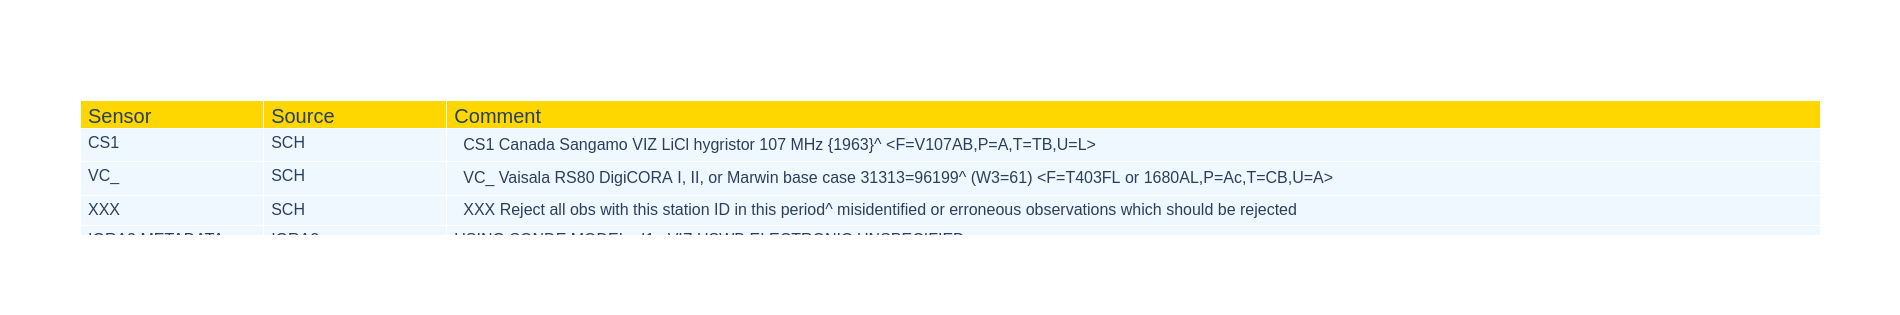 Sensor Source Comment
CS1 SCH CS1 Canada Sangamo VIZ LiCl hygristor 107 MHz {1963}^ <F=V107AB,P=A,T=TB,U=L>
VC_ SCH VC_ Vaisala RS80 DigiCORA I, II, or Marwin base case 31313=96199^ (W3=61) <F=T403FL or 1680AL,P=Ac,T=CB,U=A>
XXX SCH XXX Reject all obs with this station ID in this period^ misidentified or erroneous observations which should be rejected